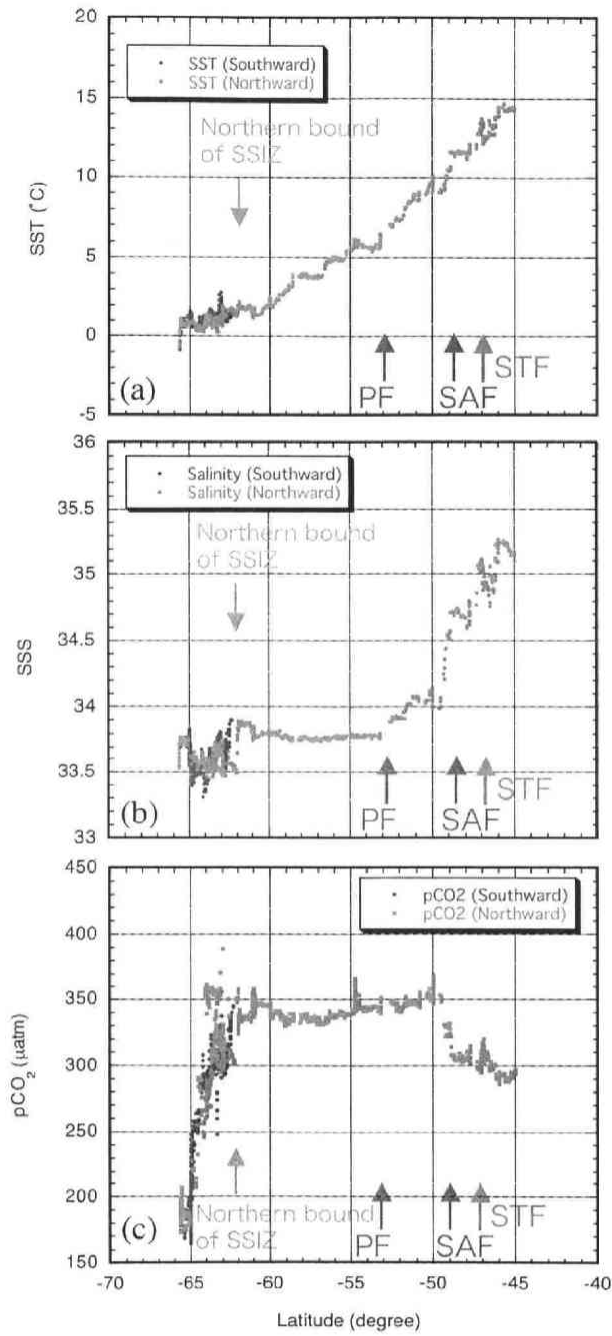 20
15
10
5
0
-5
SST (˚C)
SST (Southward)
SST (Northward)
Northern bound
of SSIZ
(a)
PF
SAF
STF
36
35.5
35
34.5
34
33.5
33
SSS
Salinity (Southward)
Salinity (Northward)
Northern bound
of SSIZ
(b)
PF
SAF
STF
450
400
350
300
250
200
150
pCO₂ (μatm)
pCO2 (Southward)
pCO2 (Northward)
(c)
Northern bound
of SSIZ
PF
SAF
STF
-70 -65 -60 -55 -50 -45 -40
Latitude (degree)